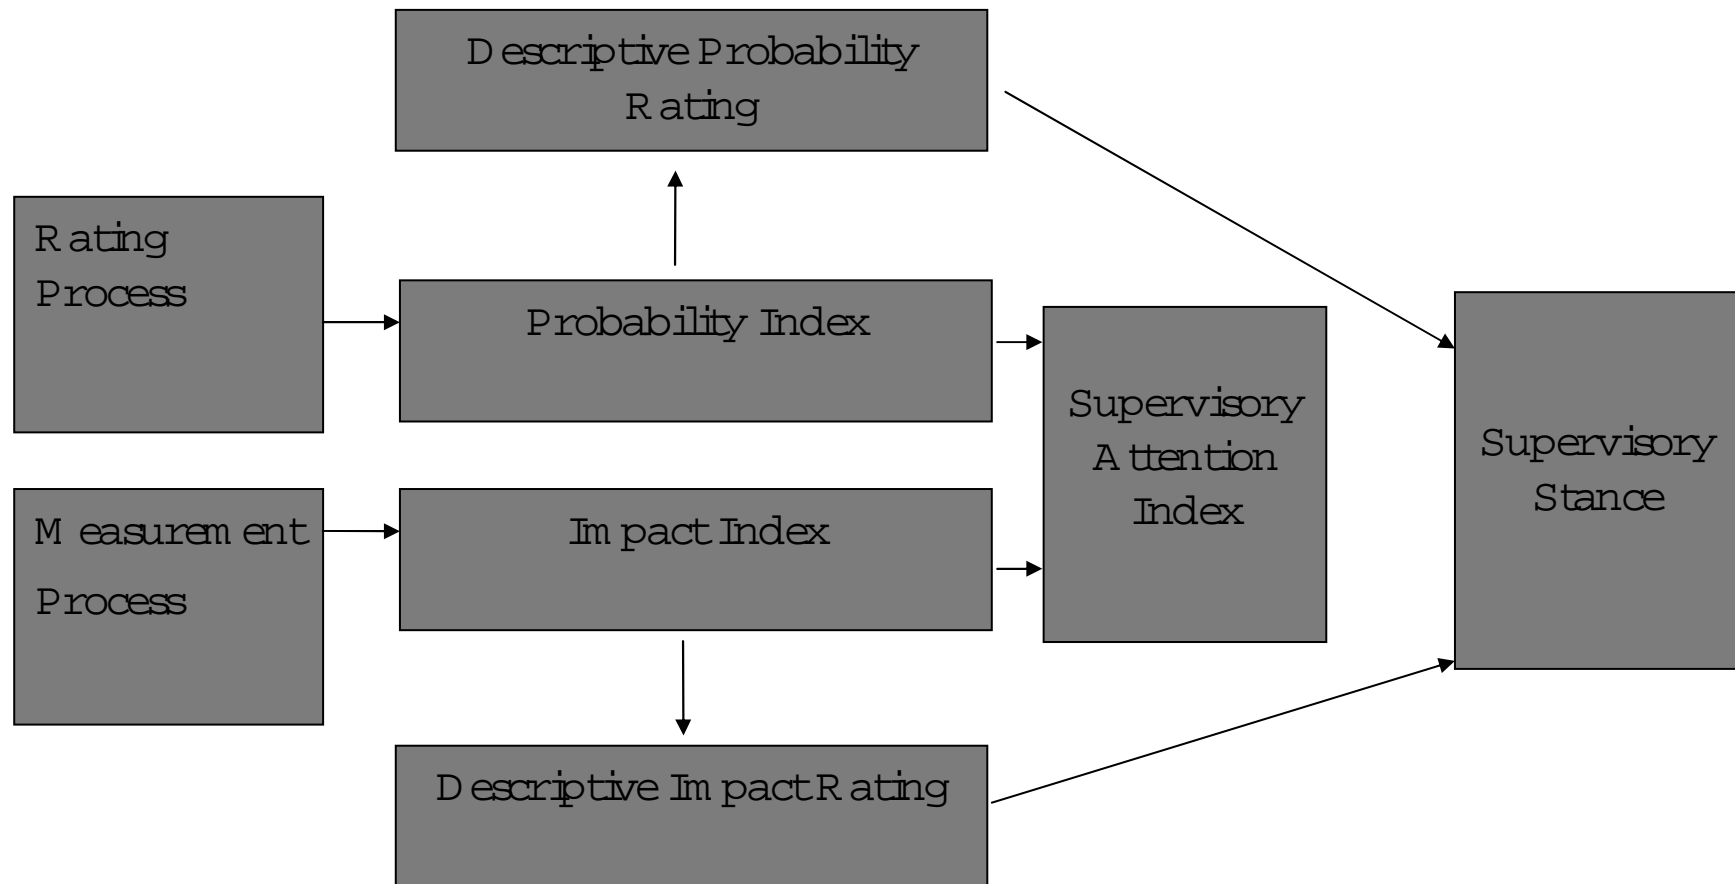 Descriptive Probability
Rating
Rating
Process
Probability Index
Supervisory
Attention
Index
Supervisory
Stance
Measurement
Process
Impact Index
Descriptive Impact Rating